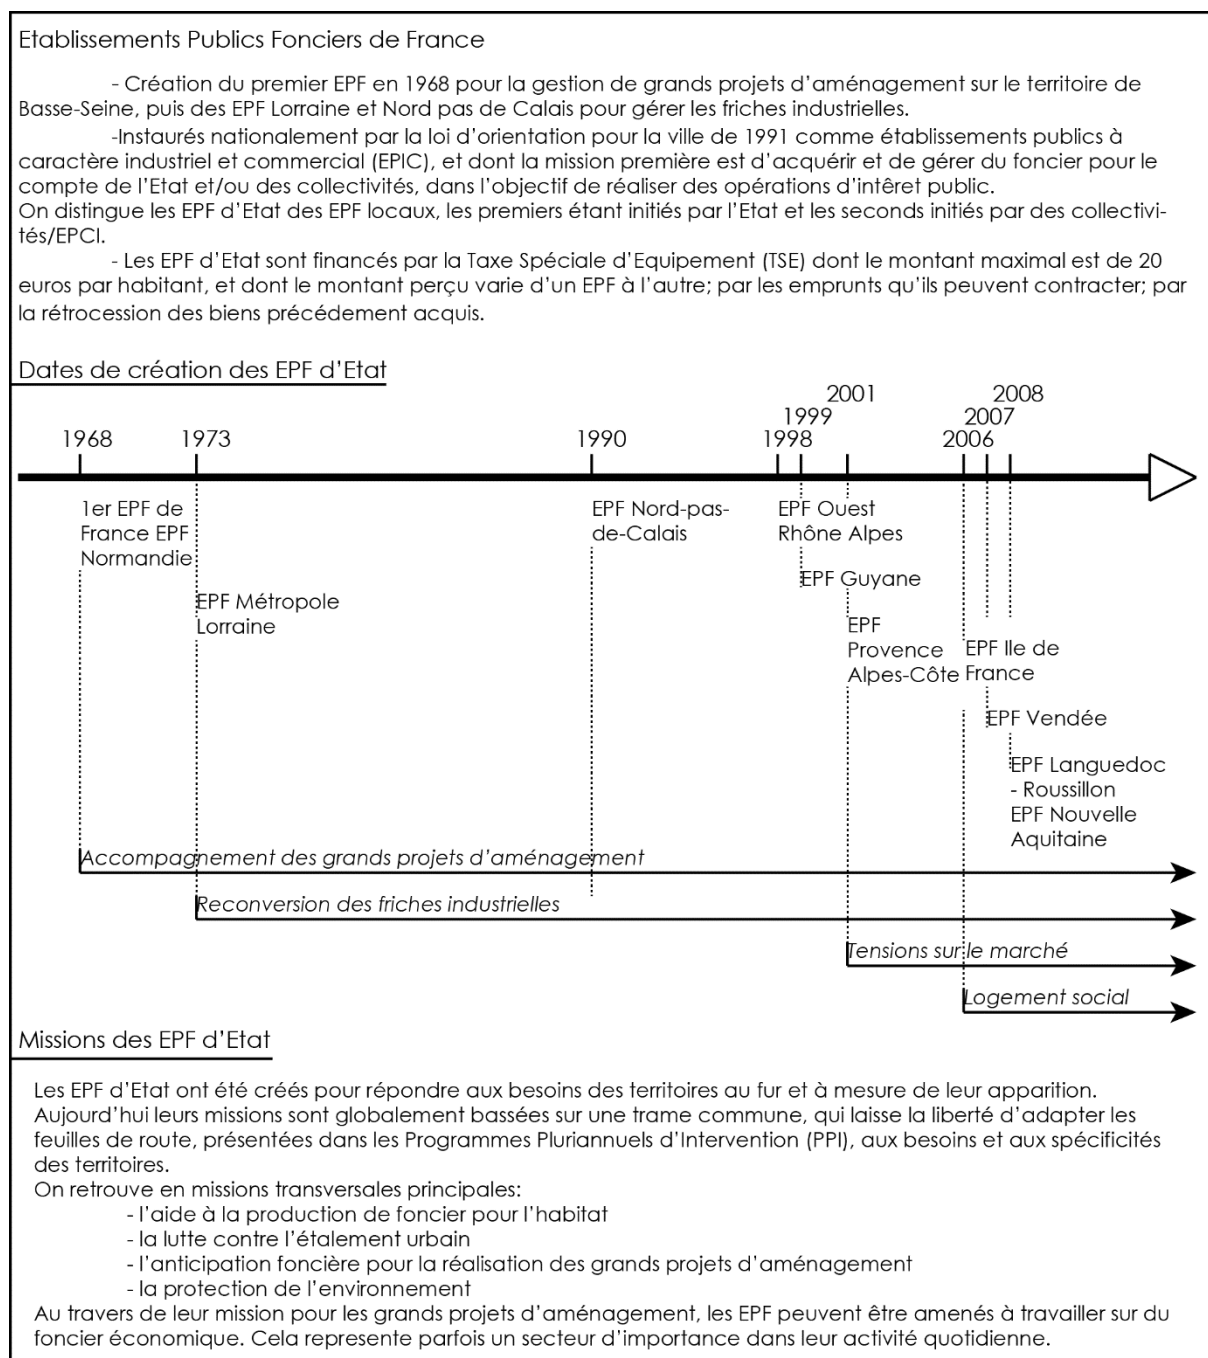 Etablissements Publics Fonciers de France
- Création du premier EPF en 1968 pour la gestion de grands projets d'aménagement sur le territoire de
Basse-Seine, puis des EPF Lorraine et Nord pas de Calais pour gérer les friches industrielles.
-Instaurés nationalement par la loi d'orientation pour la ville de 1991 comme établissements publics à
caractère industriel et commercial (EPIC), et dont la mission première est d'acquérir et de gérer du foncier pour le
compte de l'Etat et/ou des collectivités, dans l'objectif de réaliser des opérations d'intêret public.
On distingue les EPF d'Etat des EPF locaux, les premiers étant initiés par l'Etat et les seconds initiés par des collectivi-
tés/EPCI.
- Les EPF d'Etat sont financés par la Taxe Spéciale d'Equipement (TSE) dont le montant maximal est de 20
euros par habitant, et dont le montant perçu varie d'un EPF à l'autre; par les emprunts qu'ils peuvent contracter; par
la rétrocession des biens précédement acquis.
Dates de création des EPF d'Etat
1968
1973
1990
1998
1999
2001
2006
2007
2008
1er EPF de
France EPF
Normandie
EPF Métropole
Lorraine
EPF Nord-pas-
de-Calais
EPF Ouest
Rhône Alpes
EPF Guyane
EPF
Provence
Alpes-Côte
EPF Ile de
France
EPF Vendée
EPF Languedoc
- Roussillon
EPF Nouvelle
Aquitaine
Accompagnement des grands projets d'aménagement
Reconversion des friches industrielles
Tensions sur le marché
Logement social
Missions des EPF d'Etat
Les EPF d'Etat ont été créés pour répondre aux besoins des territoires au fur et à mesure de leur apparition.
Aujourd'hui leurs missions sont globalement basées sur une trame commune, qui laisse la liberté d'adapter les
feuilles de route, présentées dans les Programmes Pluriannuels d'Intervention (PPI), aux besoins et aux spécificités
des territoires.
On retrouve en missions transversales principales:
- l'aide à la production de foncier pour l'habitat
- la lutte contre l'étalement urbain
- l'anticipation foncière pour la réalisation des grands projets d'aménagement
- la protection de l'environnement
Au travers de leur mission pour les grands projets d'aménagement, les EPF peuvent être amenés à travailler sur du
foncier économique. Cela represente parfois un secteur d'importance dans leur activité quotidienne.